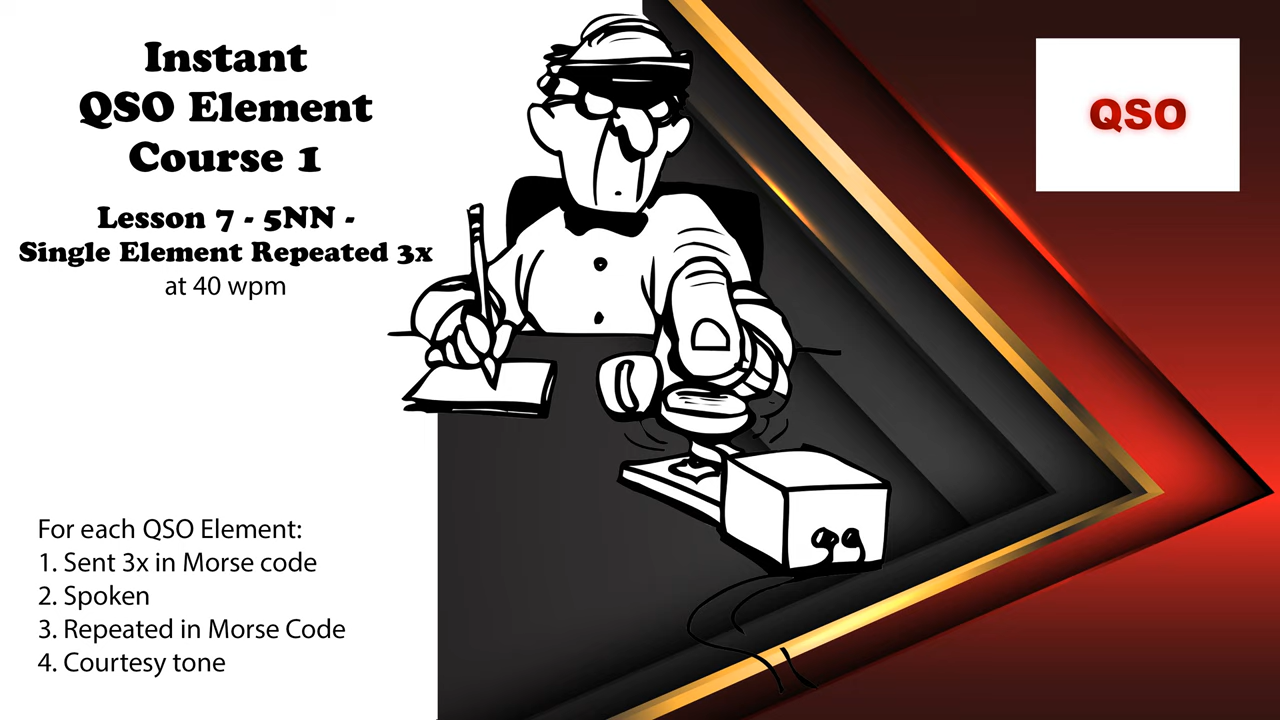 Instant
QSO Element
Course 1
Lesson 7 - 5NN -
Single Element Repeated 3x
at 40 wpm
QSO
For each QSO Element:
1. Sent 3x in Morse code
2. Spoken
3. Repeated in Morse Code
4. Courtesy tone